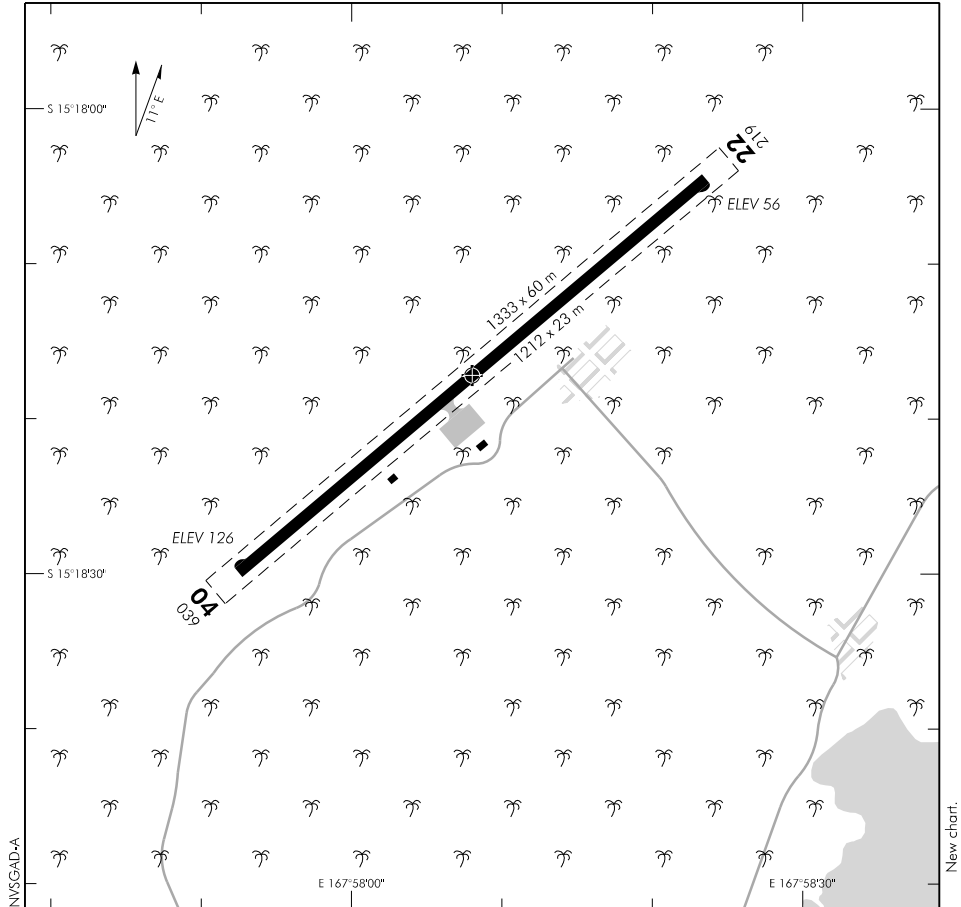 11° E
S 15°18'00"
22
219
ELEV 56
1333 x 60 m
1212 x 23 m
ELEV 126
S 15°18'30"
04
039
E 167°58'00"
E 167°58'30"
NVSGAD-A
New chart.